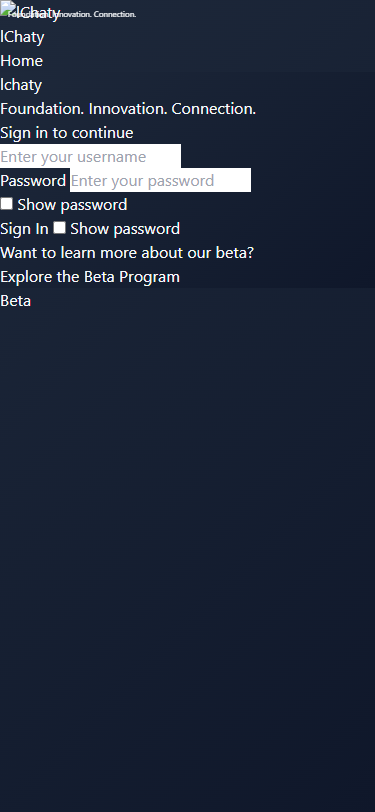 lChaty
Foundation. Innovation. Connection.
lChaty
Home
lchaty
Foundation. Innovation. Connection.
Sign in to continue
Enter your username
Password Enter your password
Show password
Sign In Show password
Want to learn more about our beta?
Explore the Beta Program
Beta